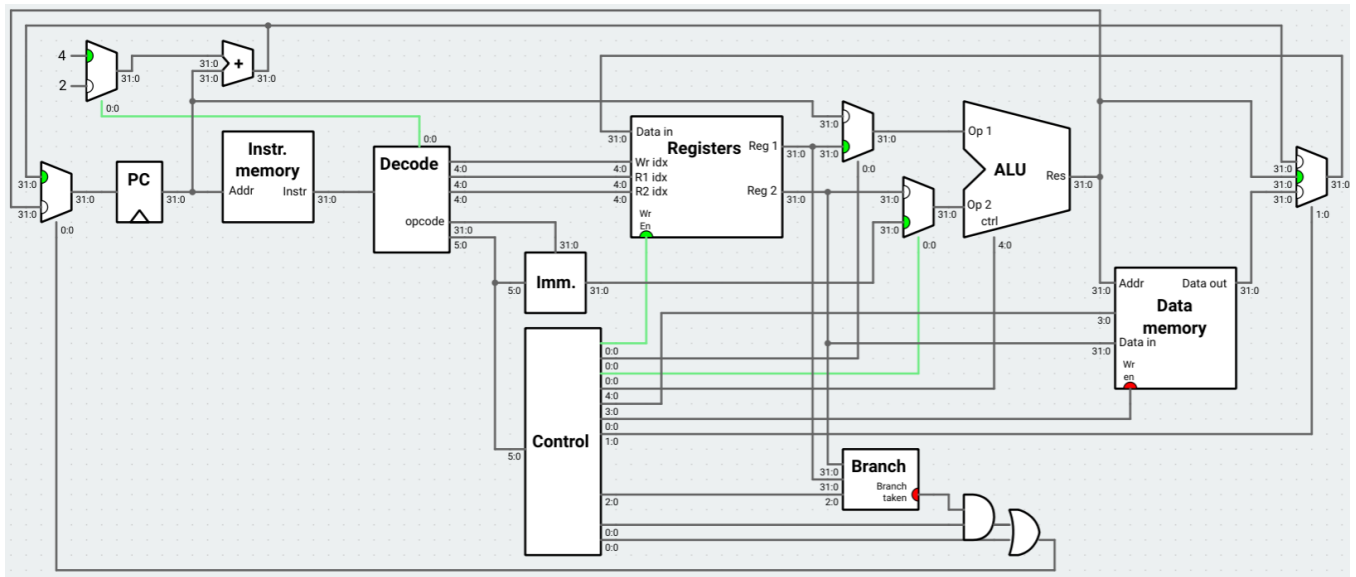 4
31:0
31:0
+
31:0
31:0
2
31:0
0:0
31:0
0:0
31:0
Data in
31:0
Registers
Reg 1
31:0
31:0
Op 1
Instr.
memory
Decode
PC
31:0
31:0
31:0
31:0
0:0
Addr
Instr
31:0
4:0
4:0
4:0
Wr idx
R1 idx
R2 idx
4:0
4:0
4:0
Reg 2
31:0
0:0
ALU
Res
31:0
31:0
31:0
31:0
31:0
1:0
opcode
31:0
5:0
Wr
En
31:0
31:0
31:0
0:0
Op 2
ctrl
4:0
31:0
5:0
Imm.
31:0
31:0
Addr
Data out
31:0
3:0
Data
memory
31:0
Data in
Wr
en
Control
5:0
0:0
0:0
0:0
4:0
3:0
0:0
1:0
2:0
0:0
0:0
31:0
31:0
2:0
Branch
Branch
taken